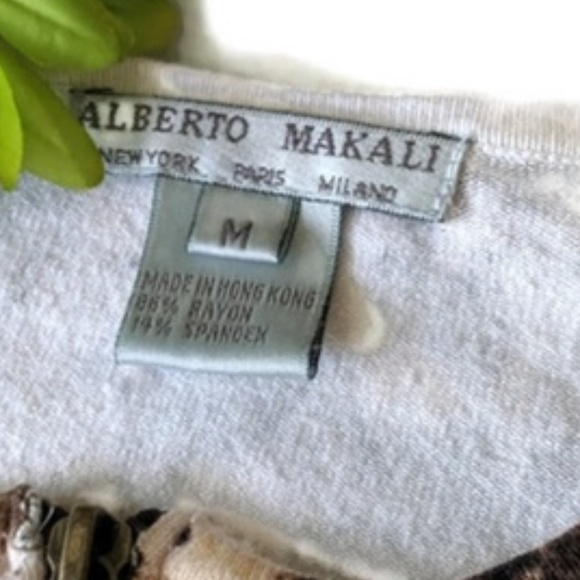 ALBERTO MAKALI
NEW YORK PARIS MILANO
M
MADE IN HONG KONG
86% RAYON
14% SPANDEX